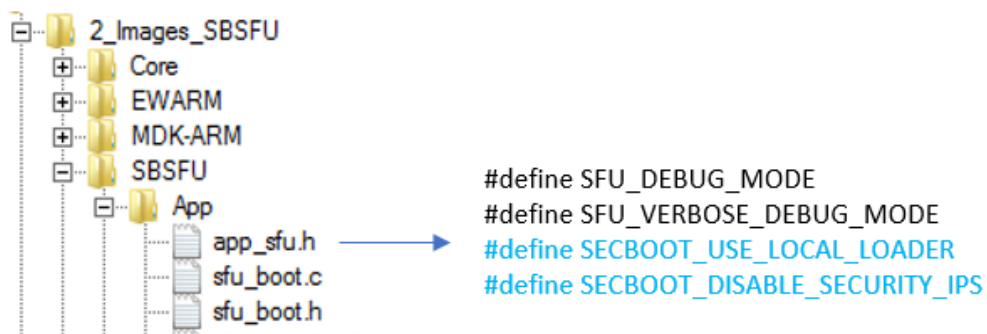 2_Images_SBSFU
Core
EWARM
MDK-ARM
SBSFU
App
app_sfu.h
sfu_boot.c
sfu_boot.h
#define SFU_DEBUG_MODE
#define SFU_VERBOSE_DEBUG_MODE
#define SECBOOT_USE_LOCAL_LOADER
#define SECBOOT_DISABLE_SECURITY_IPS